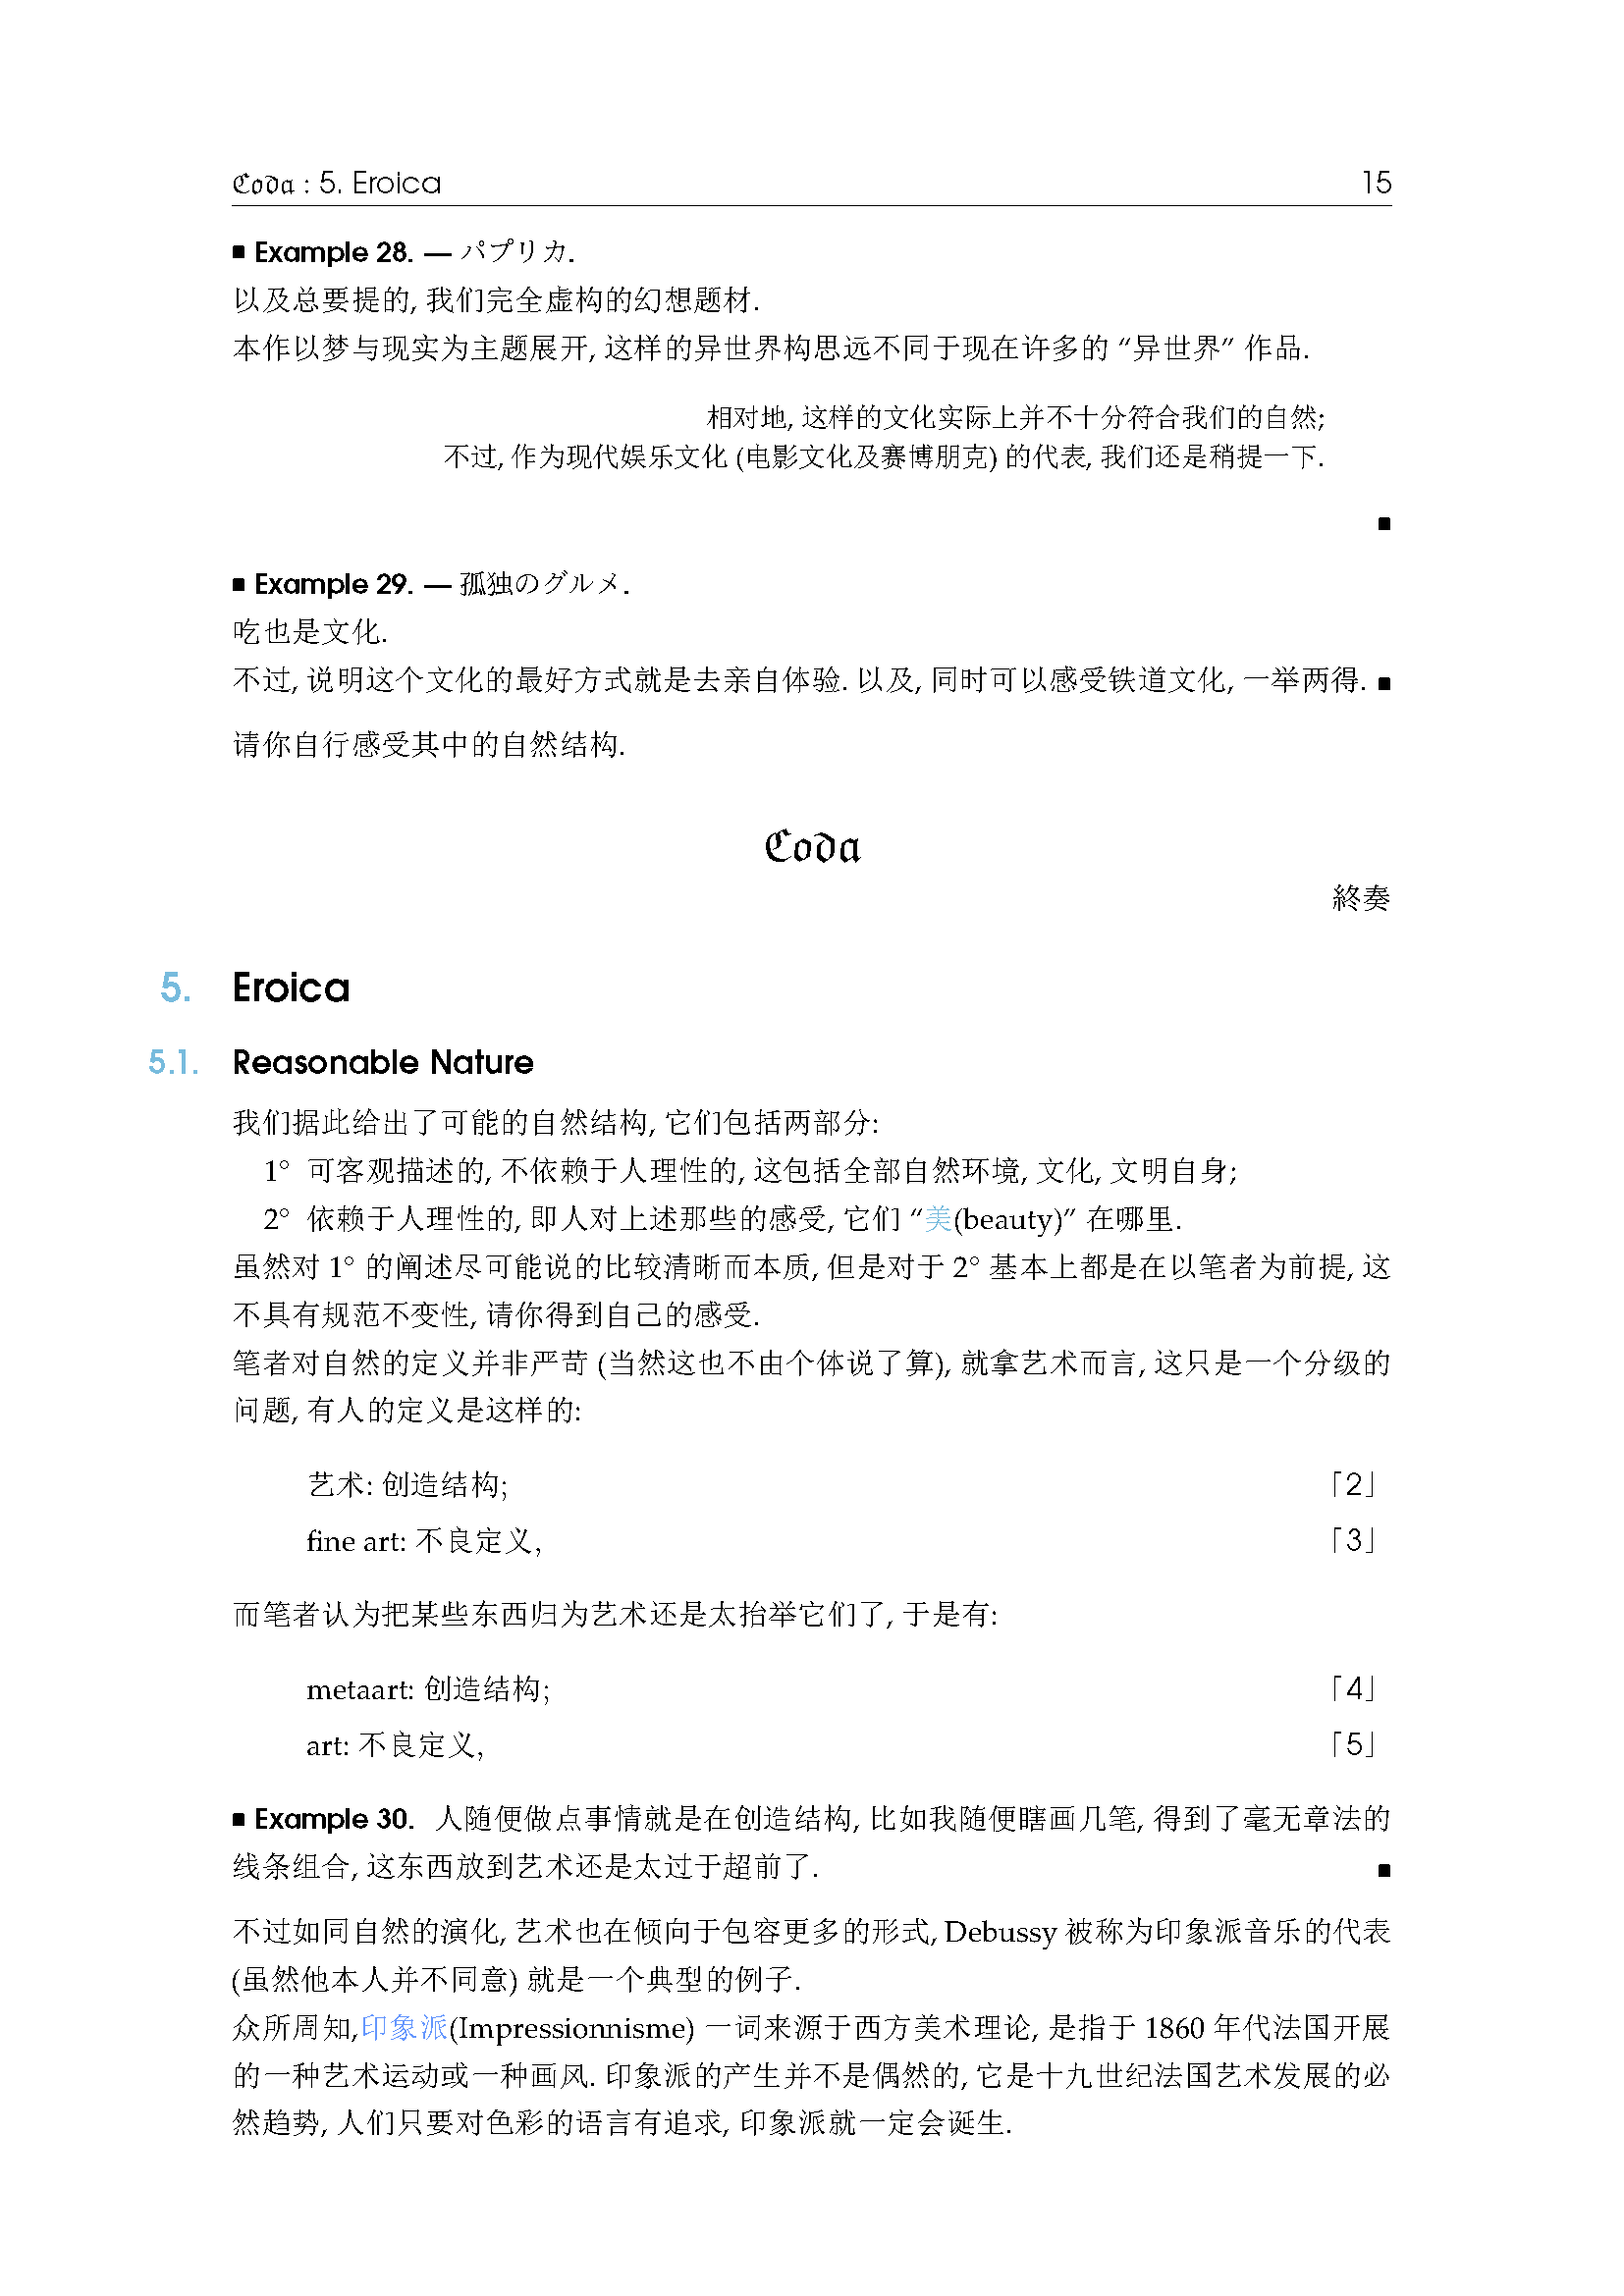 Coda : 5. Eroica 15
■ Example 28. — パプリカ.
以及总要提的, 我们完全虚构的幻想题材.
本作以梦与现实为主题展开, 这样的异世界构思远不同于现在许多的 “异世界” 作品.
相对地, 这样的文化实际上并不十分符合我们的自然;
不过, 作为现代娱乐文化 (电影文化及赛博朋克) 的代表, 我们还是稍提一下.
■
■ Example 29. — 孤独のグルメ.
吃也是文化.
不过, 说明这个文化的最好方式就是去亲自体验. 以及, 同时可以感受铁道文化, 一举两得. ■
请你自行感受其中的自然结构.
Coda
終奏
5. Eroica
5.1. Reasonable Nature
我们据此给出了可能的自然结构, 它们包括两部分:
1° 可客观描述的, 不依赖于人理性的, 这包括全部自然环境, 文化, 文明自身;
2° 依赖于人理性的, 即人对上述那些的感受, 它们 “美(beauty)” 在哪里.
虽然对 1° 的阐述尽可能说的比较清晰而本质, 但是对于 2° 基本上都是在以笔者为前提, 这
不具有规范不变性, 请你得到自己的感受.
笔者对自然的定义并非严苛 (当然这也不由个体说了算), 就拿艺术而言, 这只是一个分级的
问题, 有人的定义是这样的:
艺术: 创造结构; 「2」
fine art: 不良定义, 「3」
而笔者认为把某些东西归为艺术还是太抬举它们了, 于是有:
metaart: 创造结构; 「4」
art: 不良定义, 「5」
■ Example 30. 人随便做点事情就是在创造结构, 比如我随便瞎画几笔, 得到了毫无章法的
线条组合, 这东西放到艺术还是太过于超前了. ■
不过如同自然的演化, 艺术也在倾向于包容更多的形式, Debussy 被称为印象派音乐的代表
(虽然他本人并不同意) 就是一个典型的例子.
众所周知,印象派(Impressionnisme) 一词来源于西方美术理论, 是指于 1860 年代法国开展
的一种艺术运动或一种画风. 印象派的产生并不是偶然的, 它是十九世纪法国艺术发展的必
然趋势, 人们只要对色彩的语言有追求, 印象派就一定会诞生.